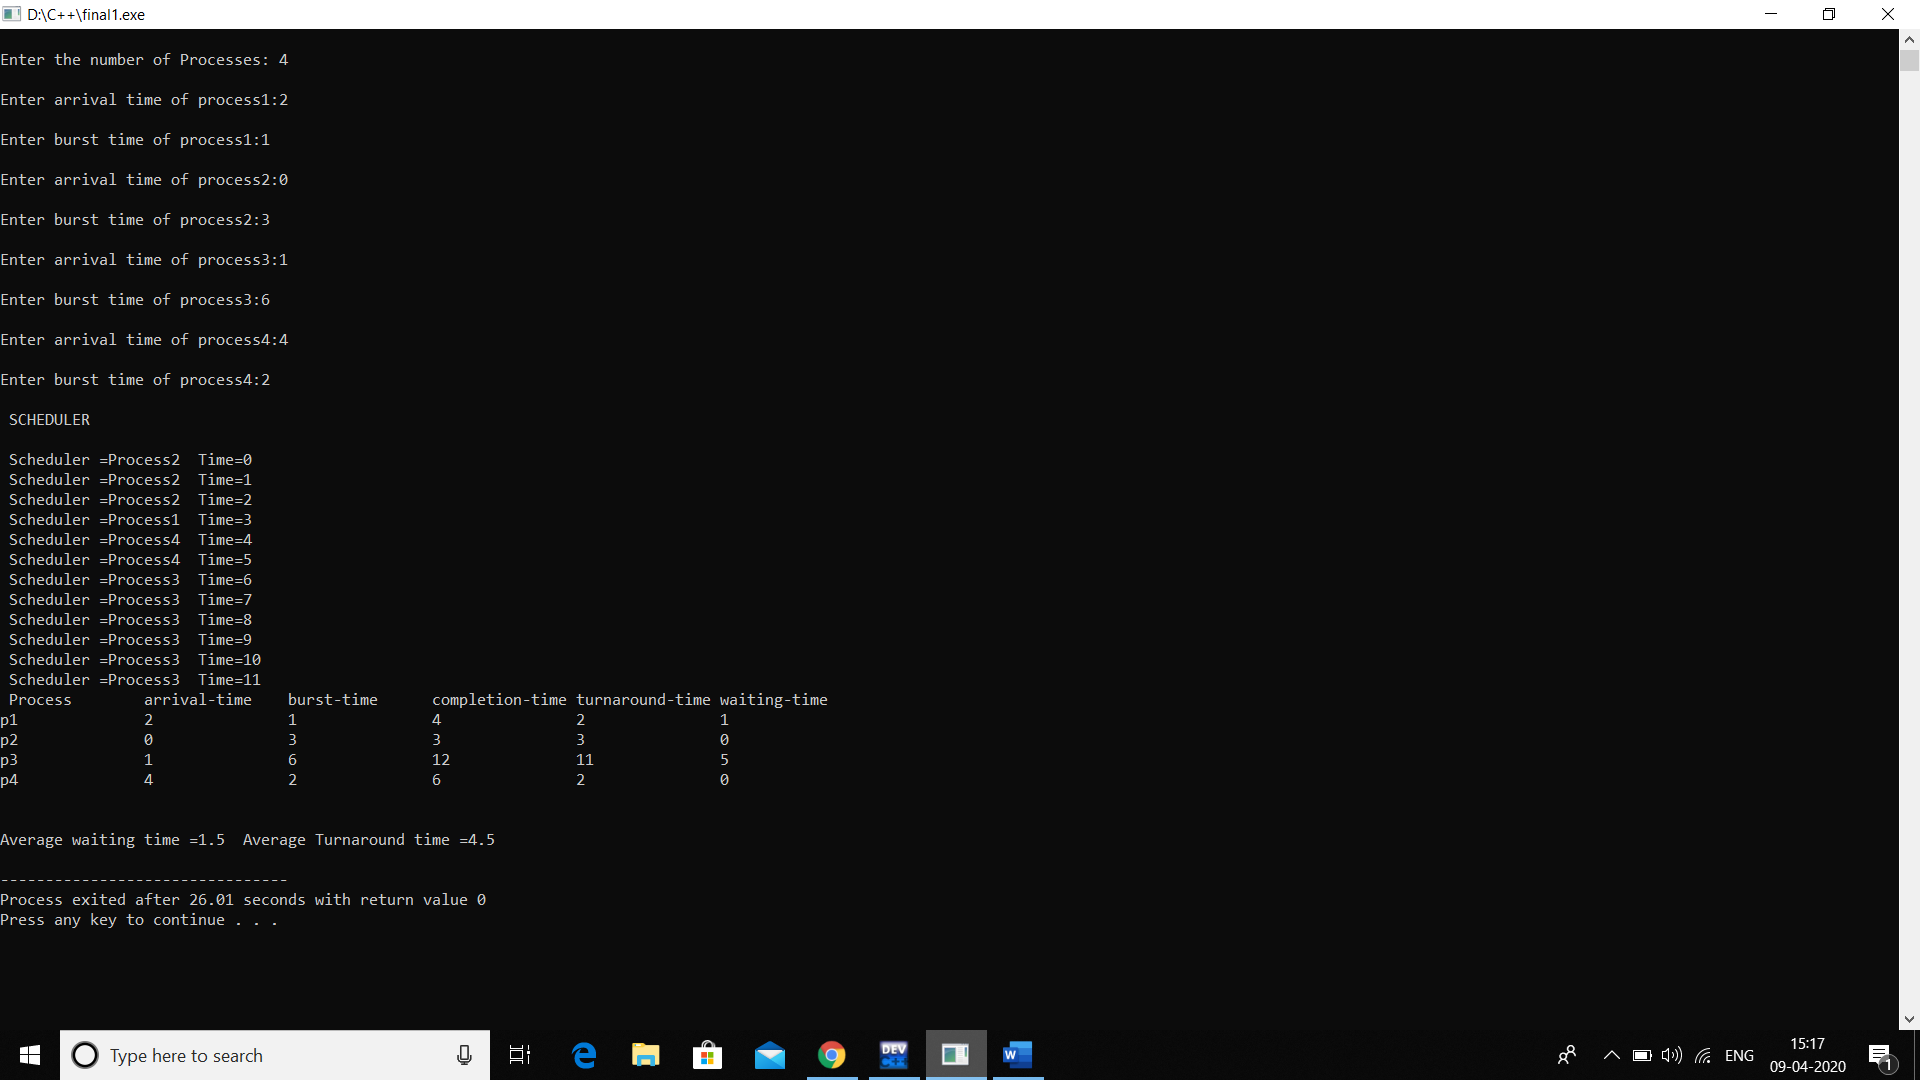 D:\C++\final1.exe
Enter the number of Processes: 4
Enter arrival time of process1:2
Enter burst time of process1:1
Enter arrival time of process2:0
Enter burst time of process2:3
Enter arrival time of process3:1
Enter burst time of process3:6
Enter arrival time of process4:4
Enter burst time of process4:2
SCHEDULER
Scheduler =Process2  Time=0
Scheduler =Process2  Time=1
Scheduler =Process2  Time=2
Scheduler =Process1  Time=3
Scheduler =Process4  Time=4
Scheduler =Process4  Time=5
Scheduler =Process3  Time=6
Scheduler =Process3  Time=7
Scheduler =Process3  Time=8
Scheduler =Process3  Time=9
Scheduler =Process3  Time=10
Scheduler =Process3  Time=11
Process arrival-time burst-time completion-time turnaround-time waiting-time
p1 2 1 4 2 1
p2 0 3 3 3 0
p3 1 6 12 11 5
p4 4 2 6 2 0
Average waiting time =1.5  Average Turnaround time =4.5
--------------------------------
Process exited after 26.01 seconds with return value 0
Press any key to continue . . .
Type here to search
DEV C++
W
ENG
15:17
09-04-2020
1